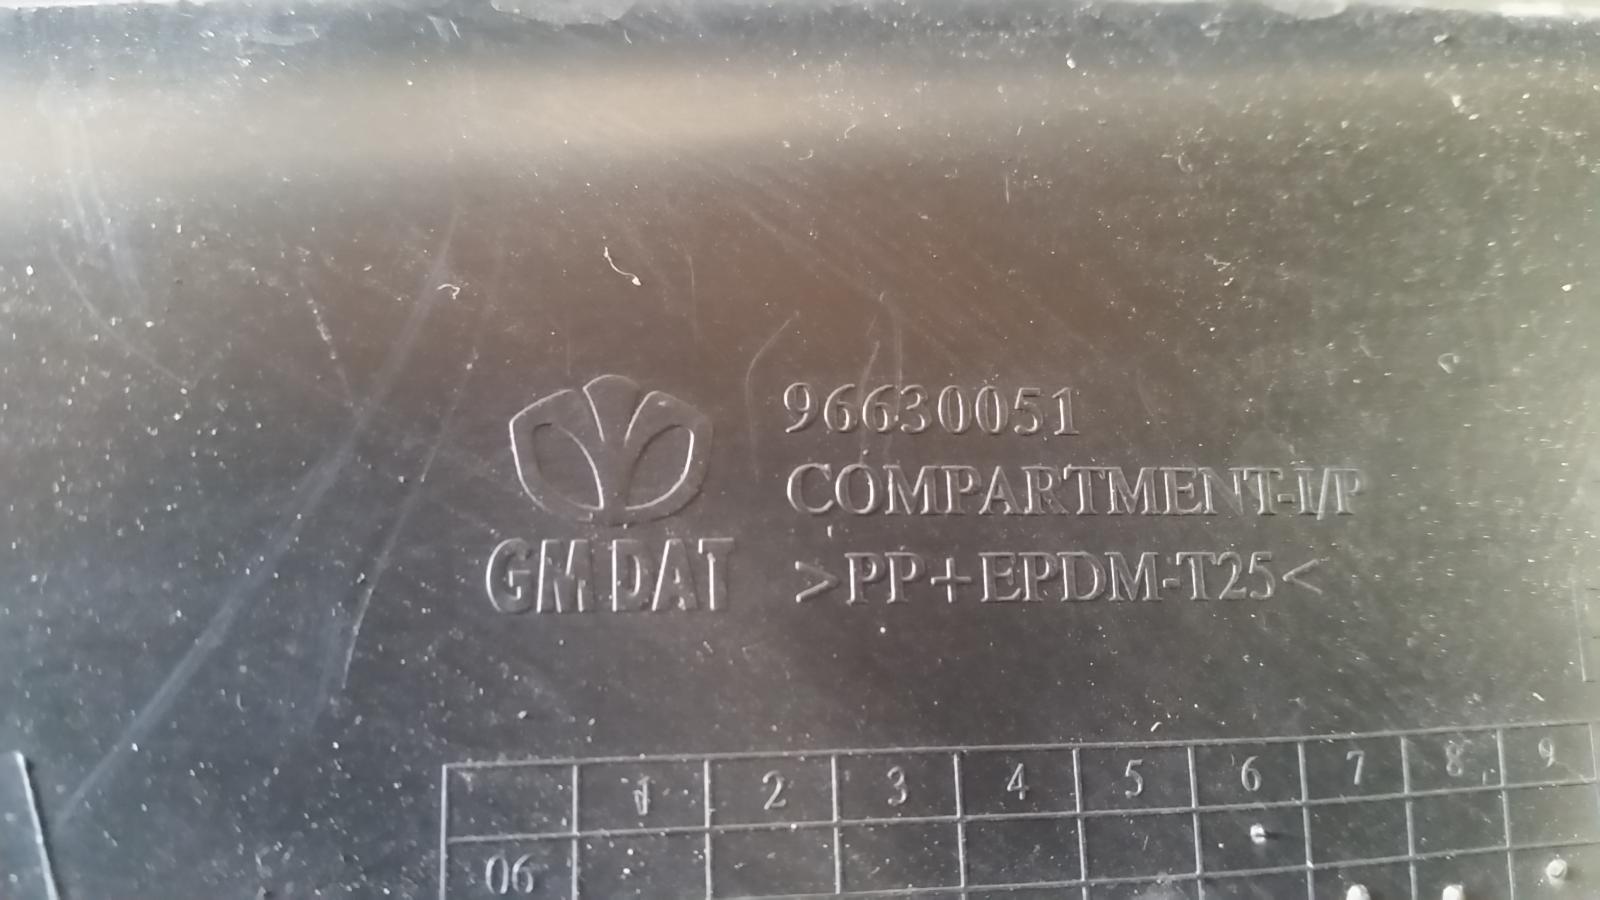 96630051
COMPARTMENT-I/P
GM DAT >PP+EPDM-T25<
1 2 3 4 5 6 7 8 9
06